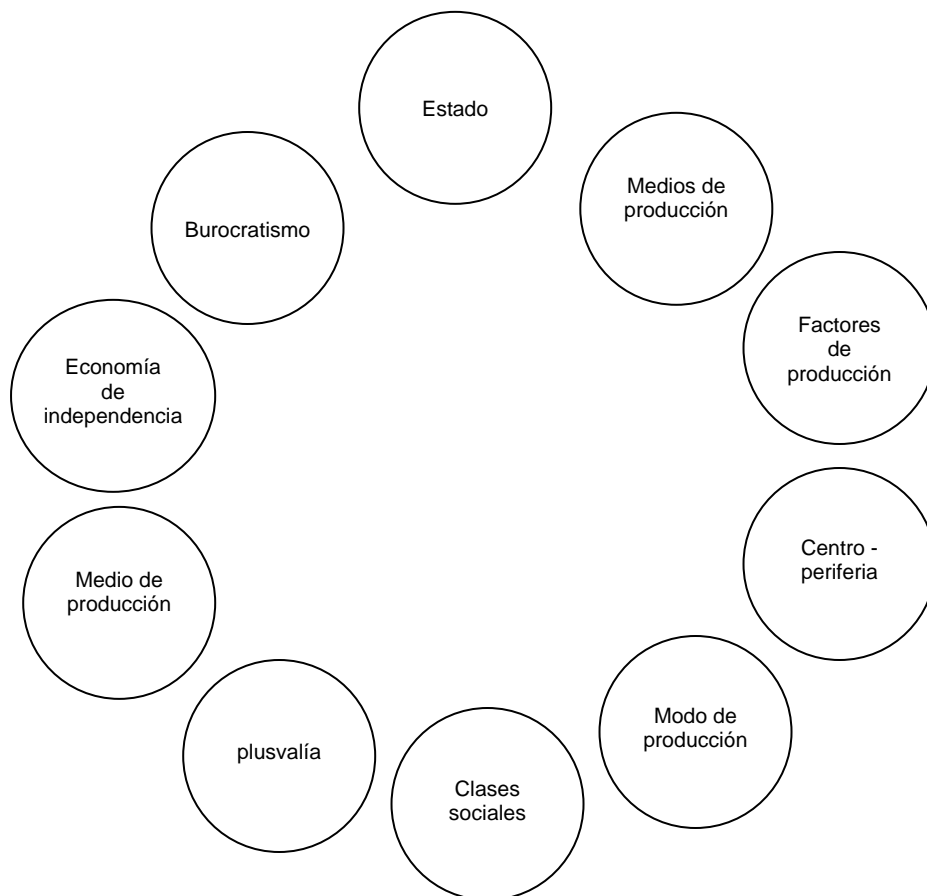 Estado
Medios de
producción
Burocratismo
Factores
de
producción
Economía
de
independencia
Centro -
periferia
Medio de
producción
Modo de
producción
plusvalía
Clases
sociales